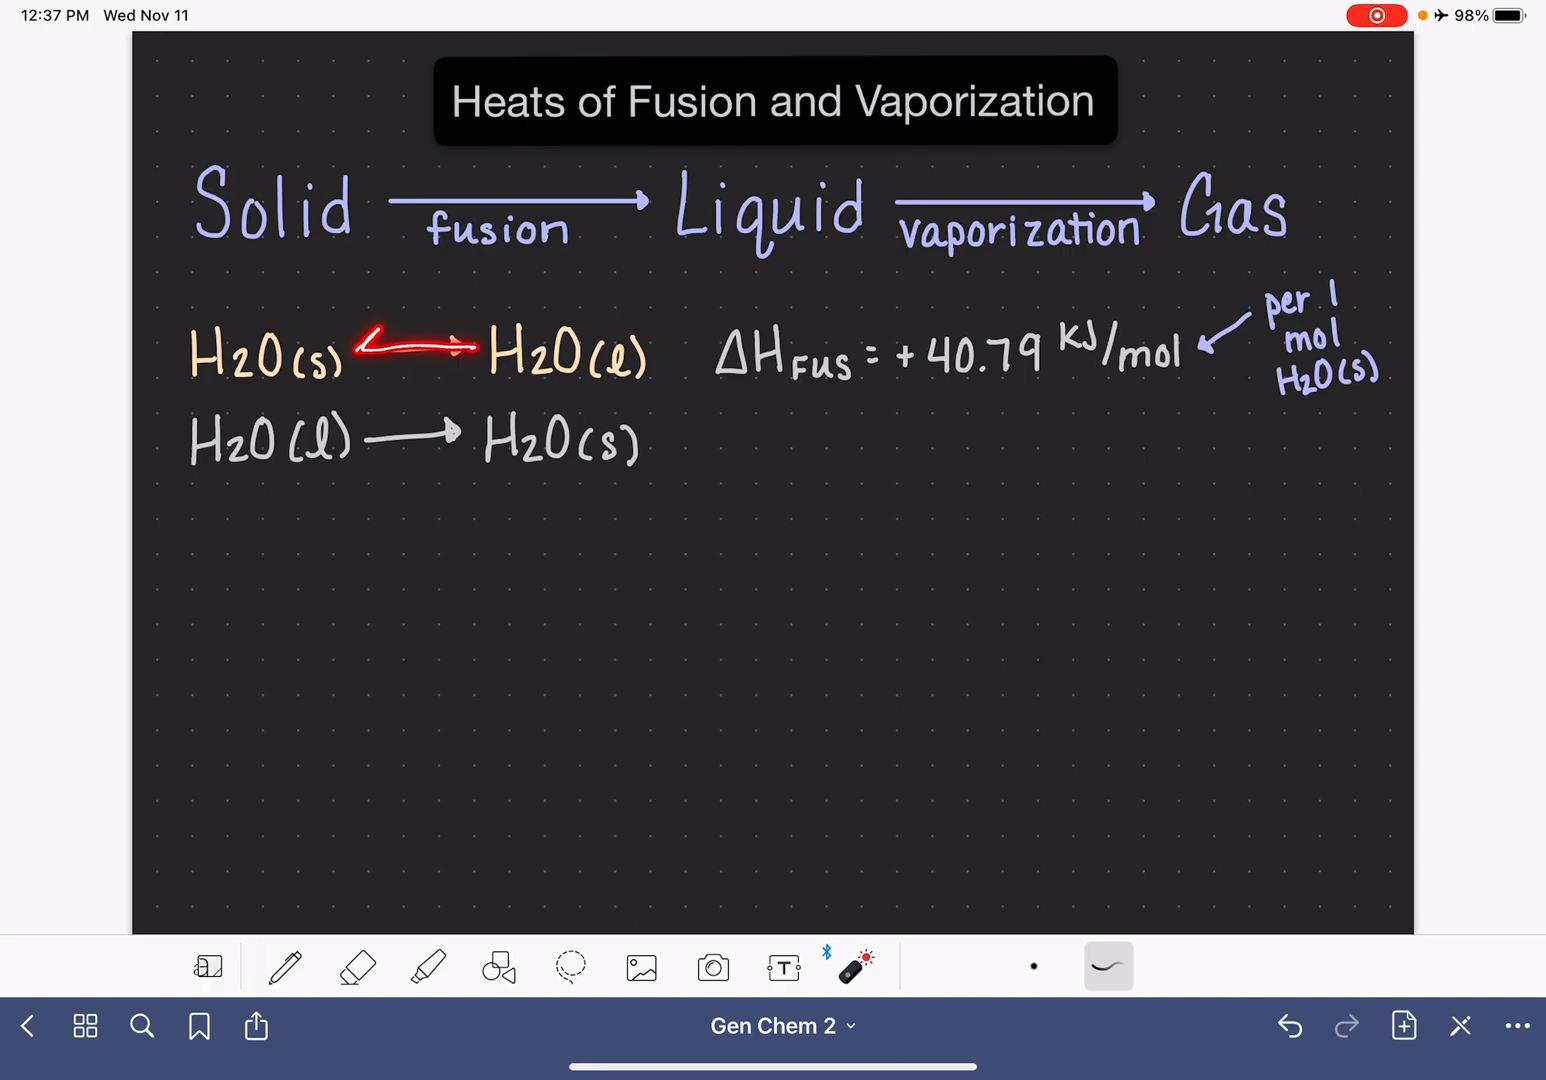 12:37 PM Wed Nov 11
98%
Heats of Fusion and Vaporization
Solid fusion Liquid vaporization Gas
H₂O(s) H₂O(l) ΔH_FUS = + 40.79 KJ/mol
per 1
mol
H₂O(s)
H₂O(l) → H₂O(s)
T
Gen Chem 2